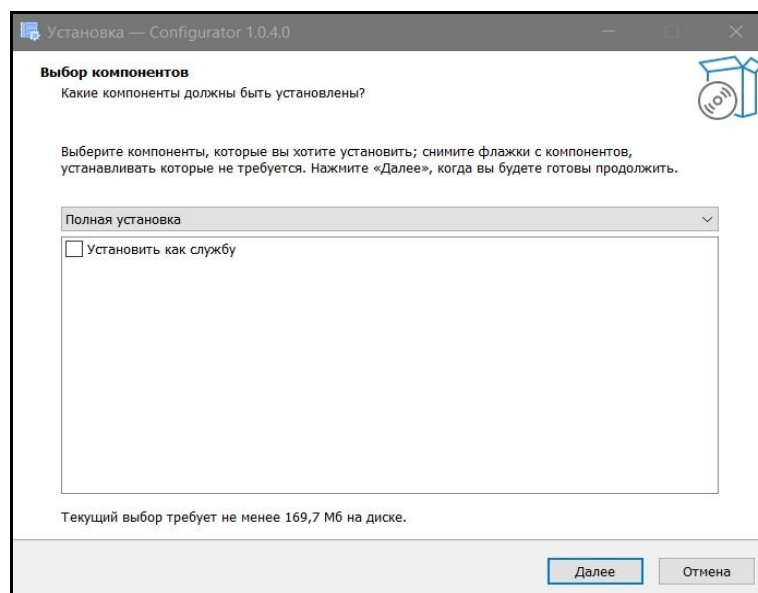 Установка — Configurator 1.0.4.0
Выбор компонентов
Какие компоненты должны быть установлены?
Выберите компоненты, которые вы хотите установить; снимите флажки с компонентов,
устанавливать которые не требуется. Нажмите «Далее», когда вы будете готовы продолжить.
Полная установка
Установить как службу
Текущий выбор требует не менее 169,7 Мб на диске.
Далее
Отмена